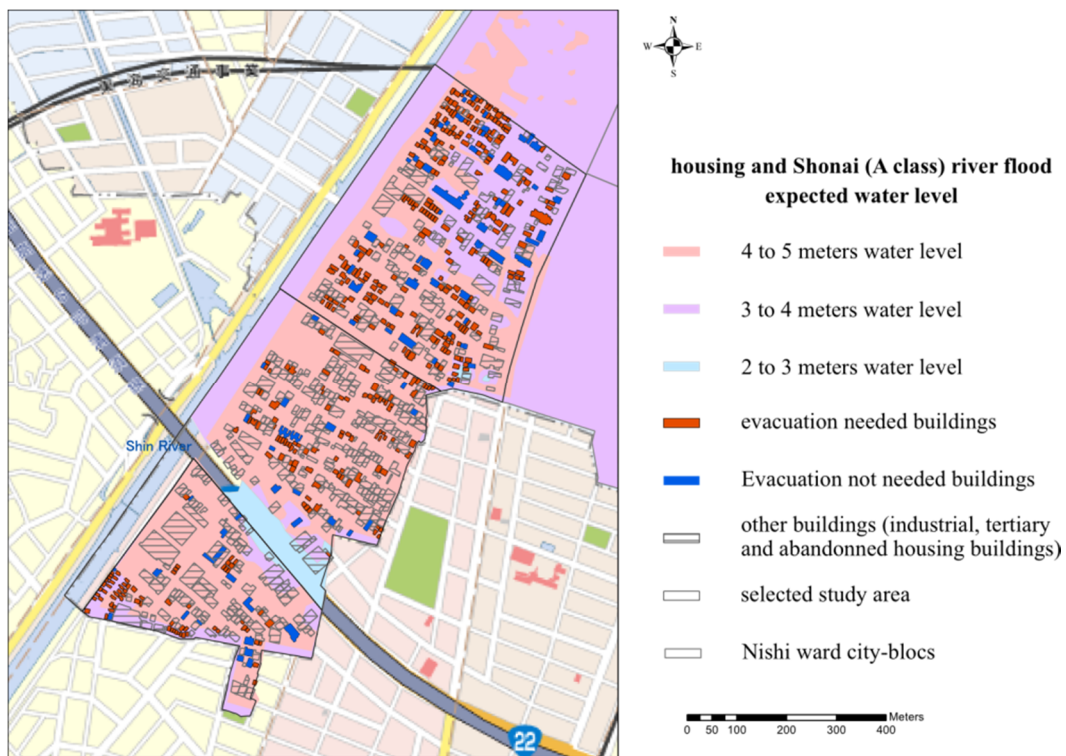 N
W E
S
housing and Shonai (A class) river flood
expected water level
4 to 5 meters water level
3 to 4 meters water level
2 to 3 meters water level
evacuation needed buildings
Evacuation not needed buildings
other buildings (industrial, tertiary
and abandonned housing buildings)
selected study area
Nishi ward city-blocs
Meters
0 50 100 200 300 400
Shin River
22